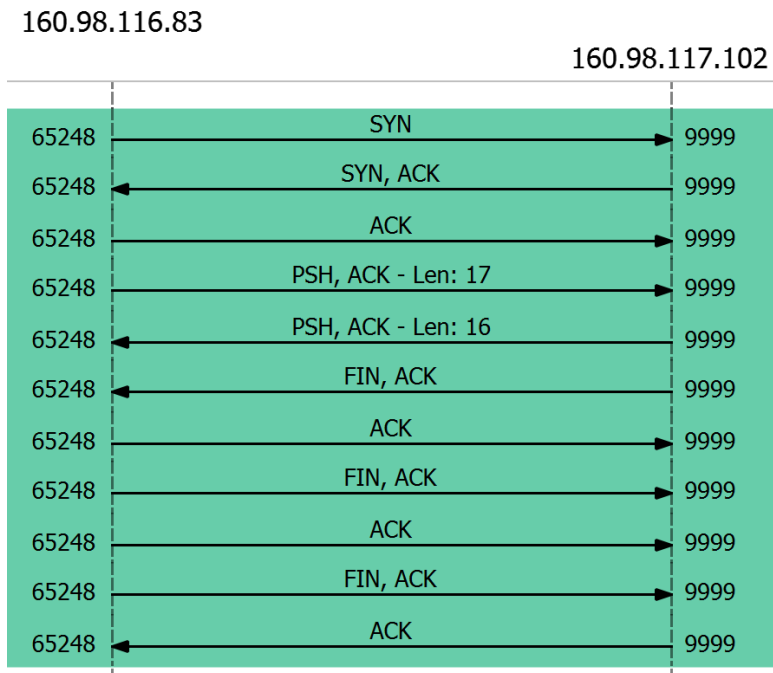 160.98.116.83
160.98.117.102
65248 SYN 9999
65248 SYN, ACK 9999
65248 ACK 9999
65248 PSH, ACK - Len: 17 9999
65248 PSH, ACK - Len: 16 9999
65248 FIN, ACK 9999
65248 ACK 9999
65248 FIN, ACK 9999
65248 ACK 9999
65248 FIN, ACK 9999
65248 ACK 9999